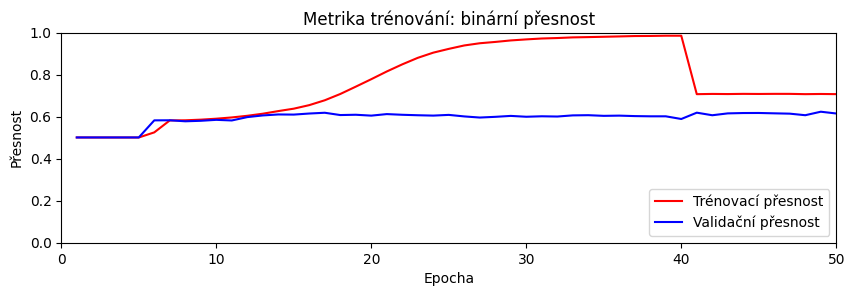 Metrika trénování: binární přesnost
1.0
0.8
0.6
0.4
0.2
0.0
Přesnost
0 10 20 30 40 50
Epocha
Trénovací přesnost
Validační přesnost